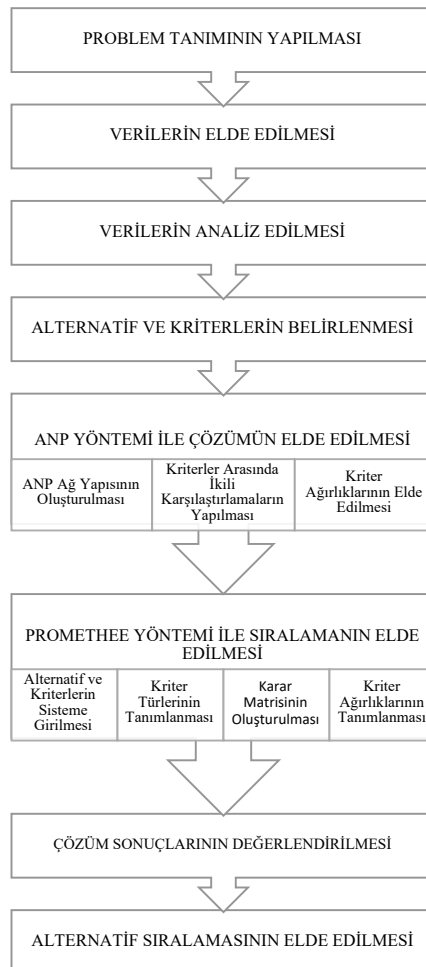 PROBLEM TANIMININ YAPILMASI
VERİLERİN ELDE EDİLMESİ
VERİLERİN ANALİZ EDİLMESİ
ALTERNATİF VE KRİTERLERİN BELİRLENMESİ
ANP YÖNTEMİ İLE ÇÖZÜMÜN ELDE EDİLMESİ
ANP Ağ Yapısının
Oluşturulması
Kriterler Arasında
İkili
Karşılaştırlamaların
Yapılması
Kriter
Ağırlıklarının Elde
Edilmesi
PROMETHEE YÖNTEMİ İLE SIRALAMANIN ELDE
EDİLMESİ
Alternatif ve
Kriterlerin
Sisteme
Girilmesi
Kriter
Türlerinin
Tanımlanması
Karar
Matrisinin
Oluşturulması
Kriter
Ağırlıklarının
Tanımlanması
ÇÖZÜM SONUÇLARININ DEĞERLENDİRİLMESİ
ALTERNATİF SIRALAMASININ ELDE EDİLMESİ